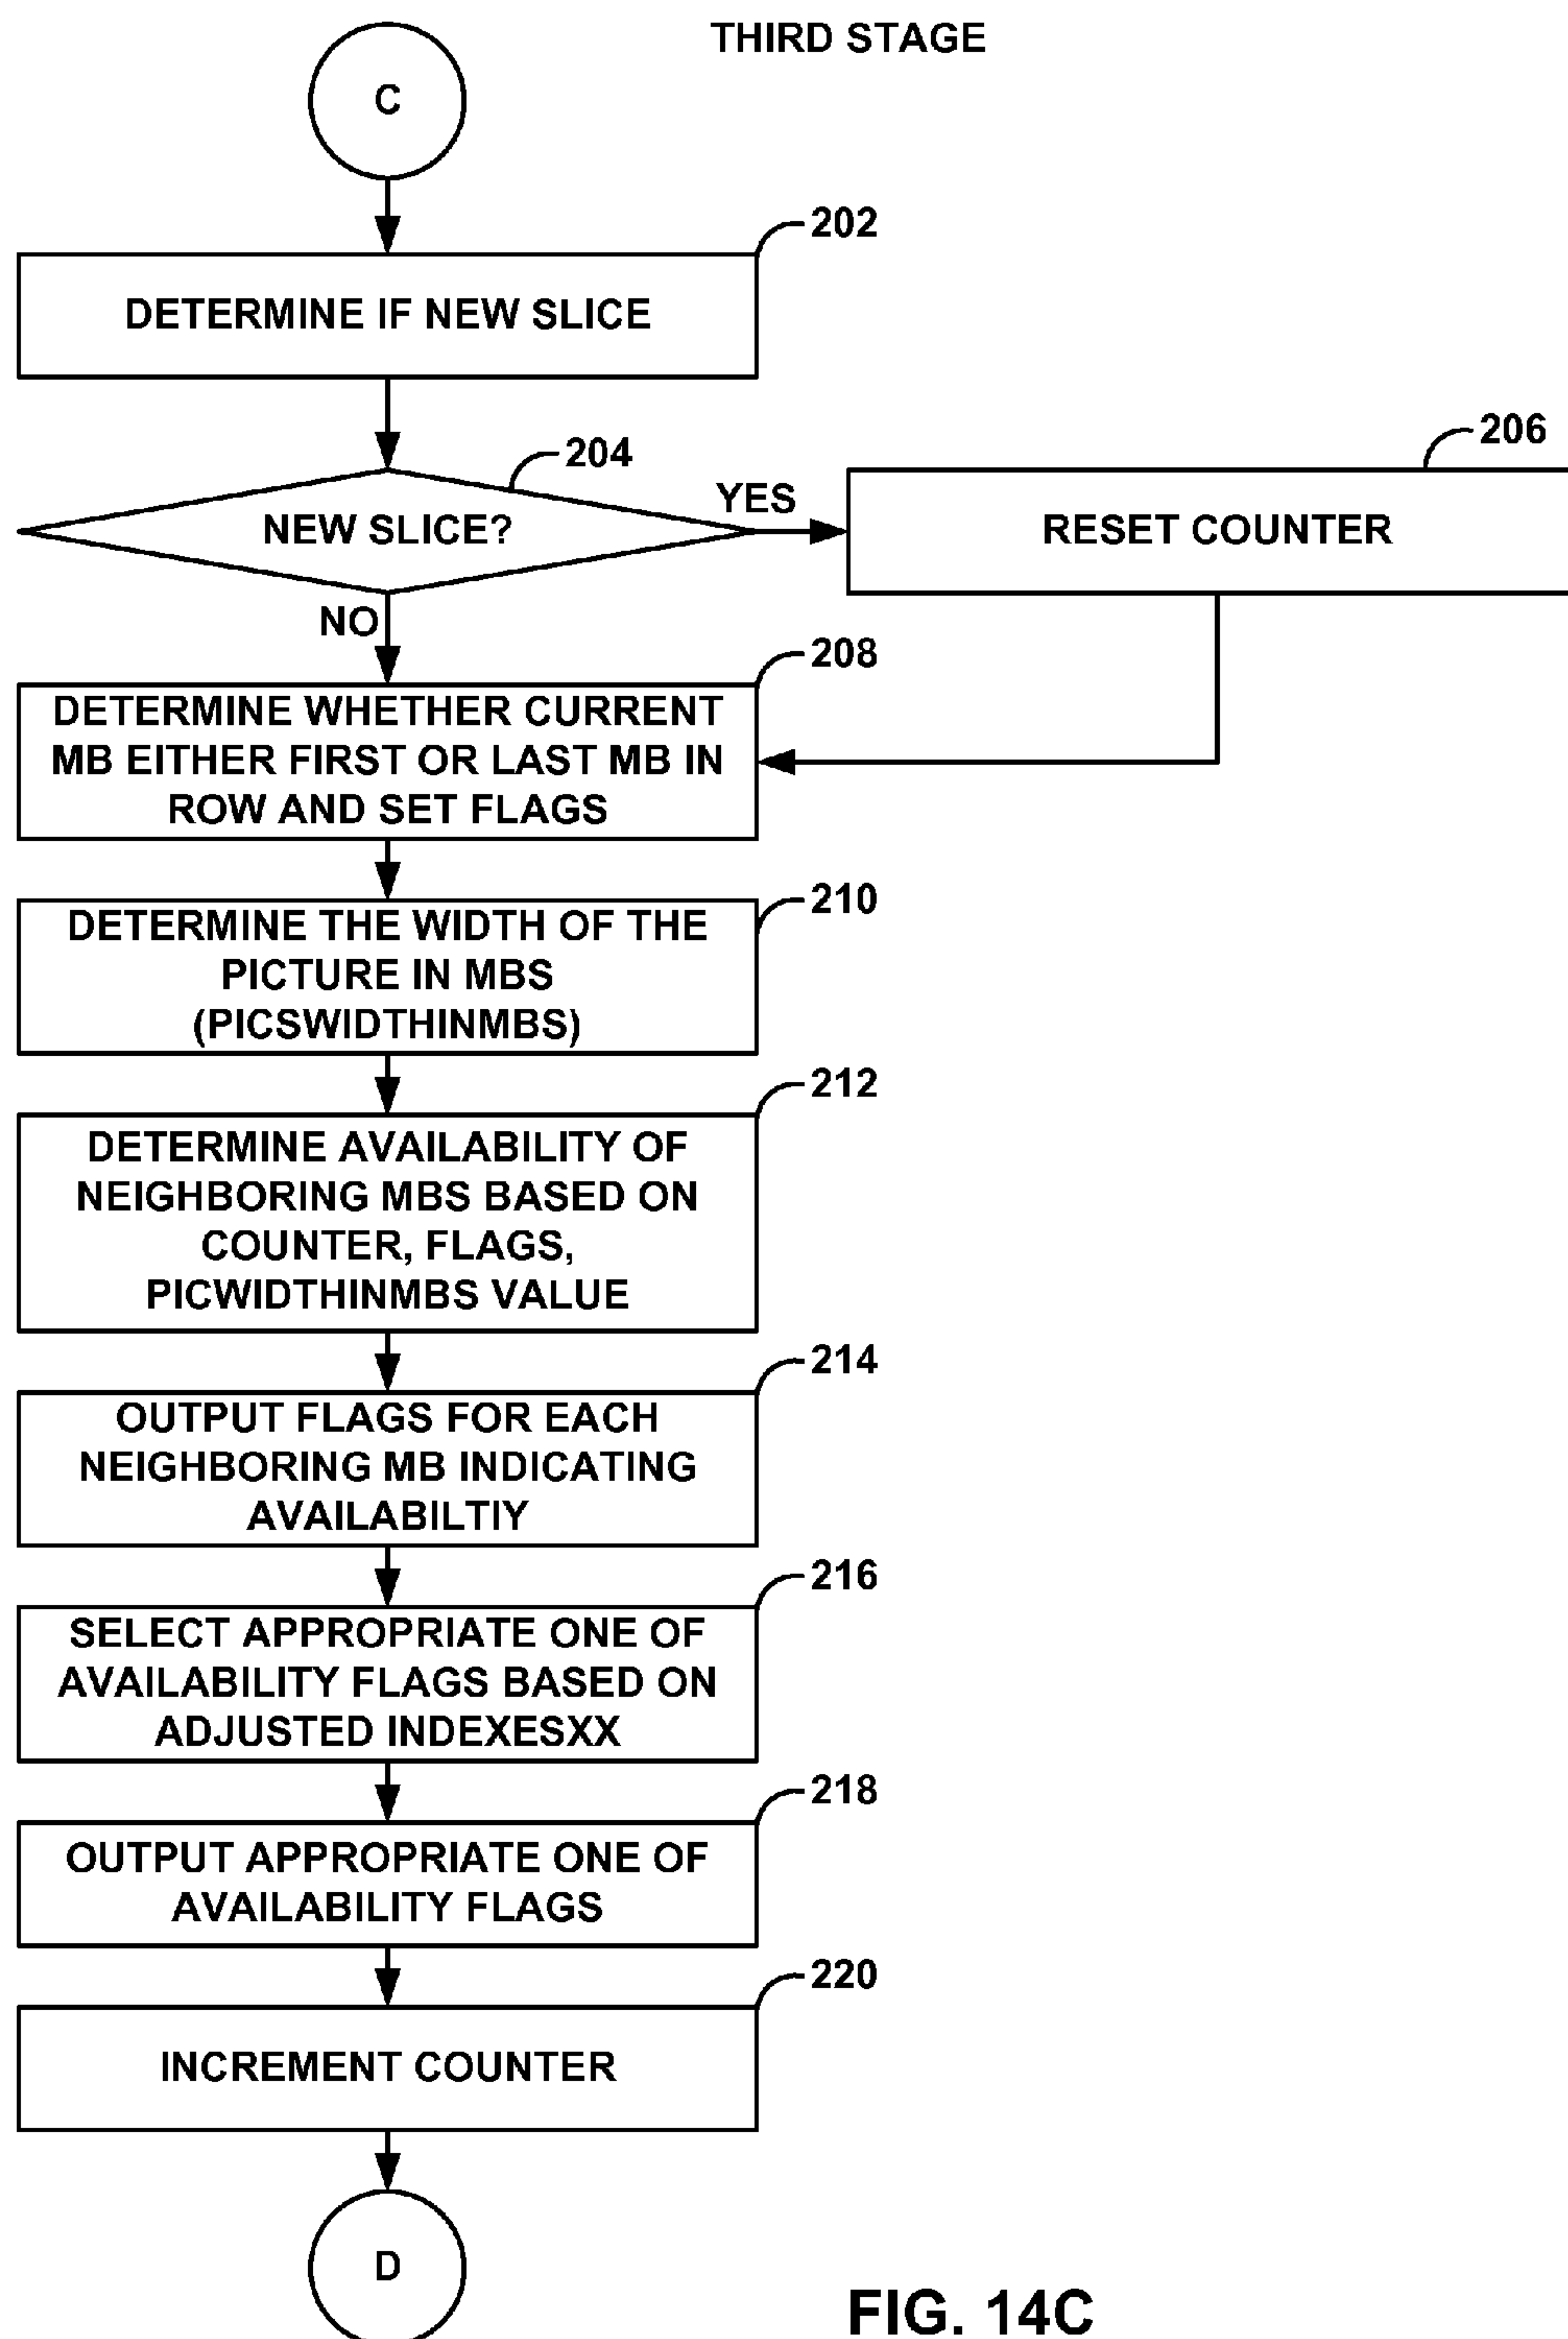 THIRD STAGE
C
202
DETERMINE IF NEW SLICE
204
NEW SLICE?
YES
206
RESET COUNTER
NO
208
DETERMINE WHETHER CURRENT
MB EITHER FIRST OR LAST MB IN
ROW AND SET FLAGS
210
DETERMINE THE WIDTH OF THE
PICTURE IN MBS
(PICSWIDTHINMBS)
212
DETERMINE AVAILABILITY OF
NEIGHBORING MBS BASED ON
COUNTER, FLAGS,
PICWIDTHINMBS VALUE
214
OUTPUT FLAGS FOR EACH
NEIGHBORING MB INDICATING
AVAILABILTIY
216
SELECT APPROPRIATE ONE OF
AVAILABILITY FLAGS BASED ON
ADJUSTED INDEXESXX
218
OUTPUT APPROPRIATE ONE OF
AVAILABILITY FLAGS
220
INCREMENT COUNTER
D
FIG. 14C